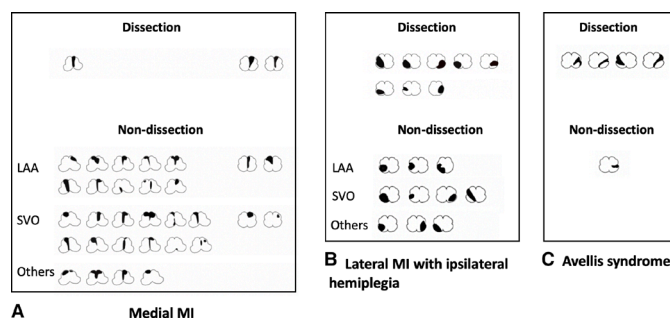 Dissection
Non-dissection
LAA
SVO
Others
A Medial MI
Dissection
Non-dissection
LAA
SVO
Others
B Lateral MI with ipsilateral
hemiplegia
Dissection
Non-dissection
C Avellis syndrome